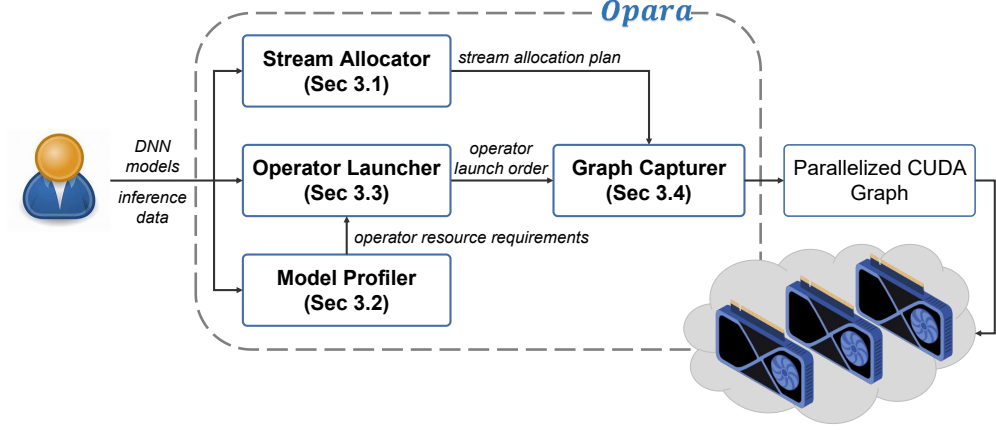 Opara
Stream Allocator
(Sec 3.1)
stream allocation plan
DNN
models
inference
data
Operator Launcher
(Sec 3.3)
operator
launch order
Graph Capturer
(Sec 3.4)
Parallelized CUDA
Graph
operator resource requirements
Model Profiler
(Sec 3.2)